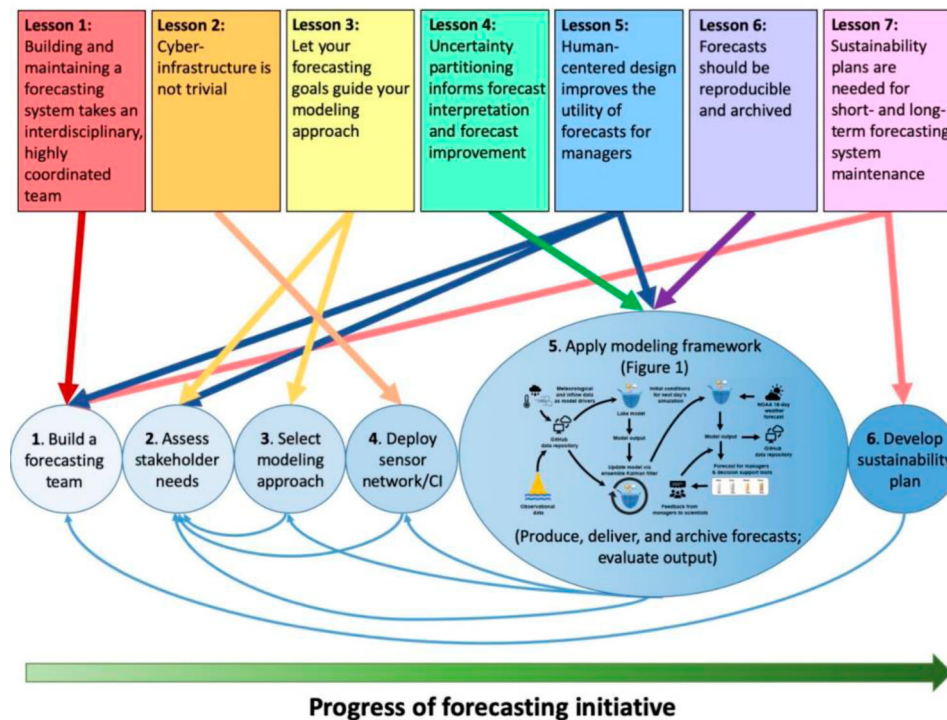 Lesson 1:
Building and
maintaining a
forecasting
system takes an
interdisciplinary,
highly
coordinated
team
Lesson 2:
Cyber-
infrastructure is
not trivial
Lesson 3:
Let your
forecasting
goals guide your
modeling
approach
Lesson 4:
Uncertainty
partitioning
informs forecast
interpretation
and forecast
improvement
Lesson 5:
Human-
centered design
improves the
utility of
forecasts for
managers
Lesson 6:
Forecasts
should be
reproducible
and archived
Lesson 7:
Sustainability
plans are
needed for
short- and long-
term forecasting
system
maintenance
1. Build a
forecasting
team
2. Assess
stakeholder
needs
3. Select
modeling
approach
4. Deploy
sensor
network/CI
5. Apply modeling framework
(Figure 1)
Meteorological
and inflow data
as model drivers
GitHub
data repository
Observational
data
Lake model
Model output
Update model via
ensemble Kalman filter
Initial conditions
for next day's
simulation
NOAA 16-day
weather
forecast
Model output
GitHub
data repository
Forecast for managers
& decision support tools
Feedback from
managers to scientists
(Produce, deliver, and archive forecasts;
evaluate output)
6. Develop
sustainability
plan
Progress of forecasting initiative